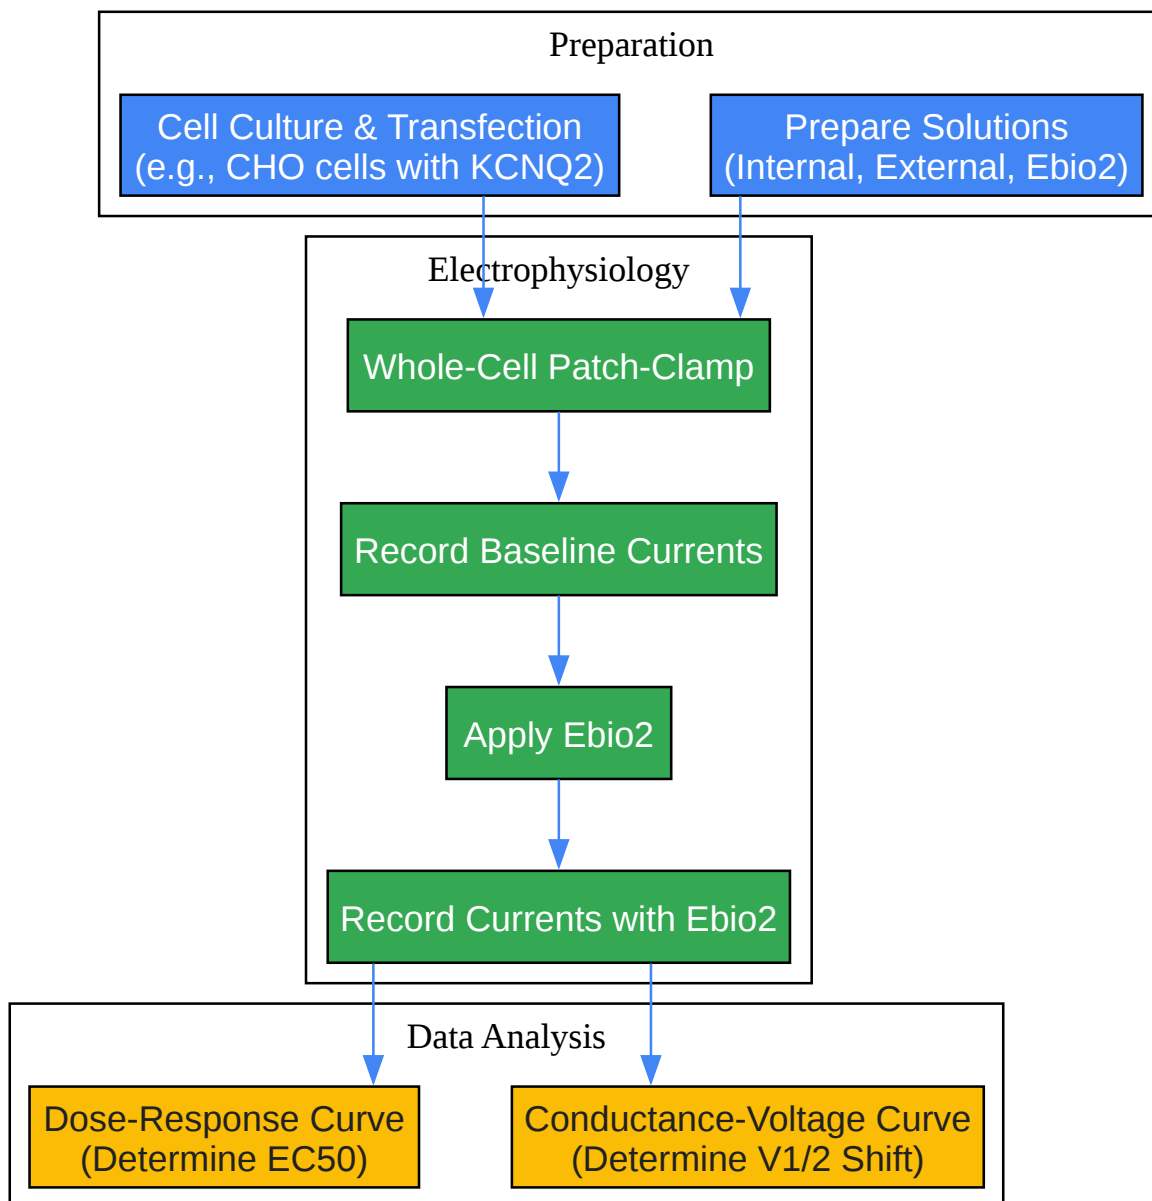 Preparation
Cell Culture & Transfection
(e.g., CHO cells with KCNQ2)
Prepare Solutions
(Internal, External, Ebio2)
Electrophysiology
Whole-Cell Patch-Clamp
Record Baseline Currents
Apply Ebio2
Record Currents with Ebio2
Data Analysis
Dose-Response Curve
(Determine EC50)
Conductance-Voltage Curve
(Determine V1/2 Shift)